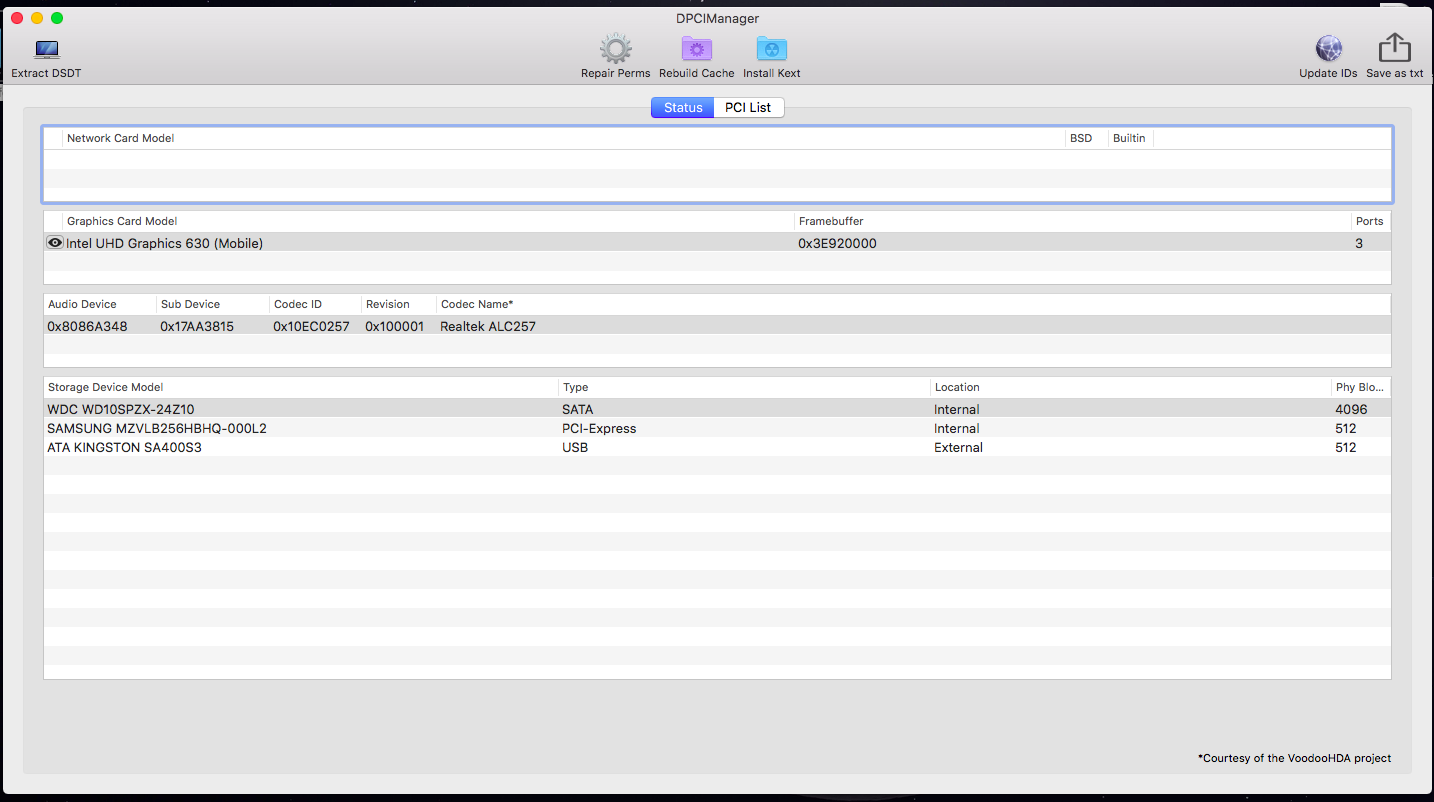 DPCIManager
Extract DSDT
Repair Perms Rebuild Cache Install Kext
Update IDs Save as txt
Status PCI List
Network Card Model BSD Builtin
Graphics Card Model Framebuffer Ports
Intel UHD Graphics 630 (Mobile) 0x3E920000 3
Audio Device Sub Device Codec ID Revision Codec Name*
0x8086A348 0x17AA3815 0x10EC0257 0x100001 Realtek ALC257
Storage Device Model Type Location Phy Blo...
WDC WD10SPZX-24Z10 SATA Internal 4096
SAMSUNG MZVLB256HBHQ-000L2 PCI-Express Internal 512
ATA KINGSTON SA400S3 USB External 512
*Courtesy of the VoodooHDA project